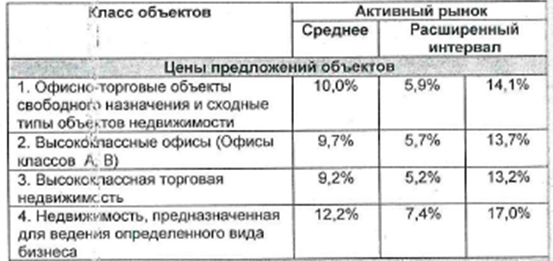 Класс объектов
Активный рынок
Среднее
Расширенный
интервал
Цены предложений объектов
1. Офисно-торговые объекты 10,0% 5,9% 14,1%
свободного назначения и сходные
типы объектов недвижимости
2. Высококлассные офисы (Офисы 9,7% 5,7% 13,7%
классов А, В)
3. Высококлассная торговая 9,2% 5,2% 13,2%
недвижимость
4. Недвижимость, предназначенная 12,2% 7,4% 17,0%
для ведения определенного вида
бизнеса